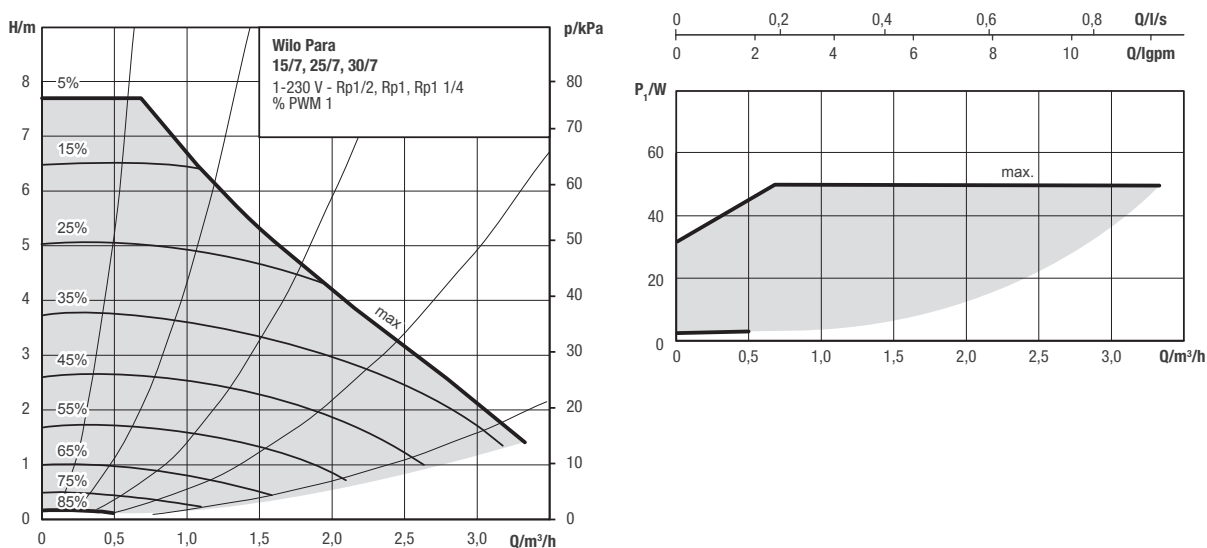 H/m
p/kPa
Wilo Para
15/7, 25/7, 30/7
1~230 V - Rp1/2, Rp1, Rp1 1/4
% PWM 1
8
7
6
5
4
3
2
1
0
80
70
60
50
40
30
20
10
0
5%
15%
25%
35%
45%
55%
65%
75%
85%
max
0 0,5 1,0 1,5 2,0 2,5 3,0 Q/m³/h
0 0,2 0,4 0,6 0,8 Q/l/s
0 2 4 6 8 10 Q/lgpm
P₁/W
60
40
20
0
max.
0 0,5 1,0 1,5 2,0 2,5 3,0 Q/m³/h